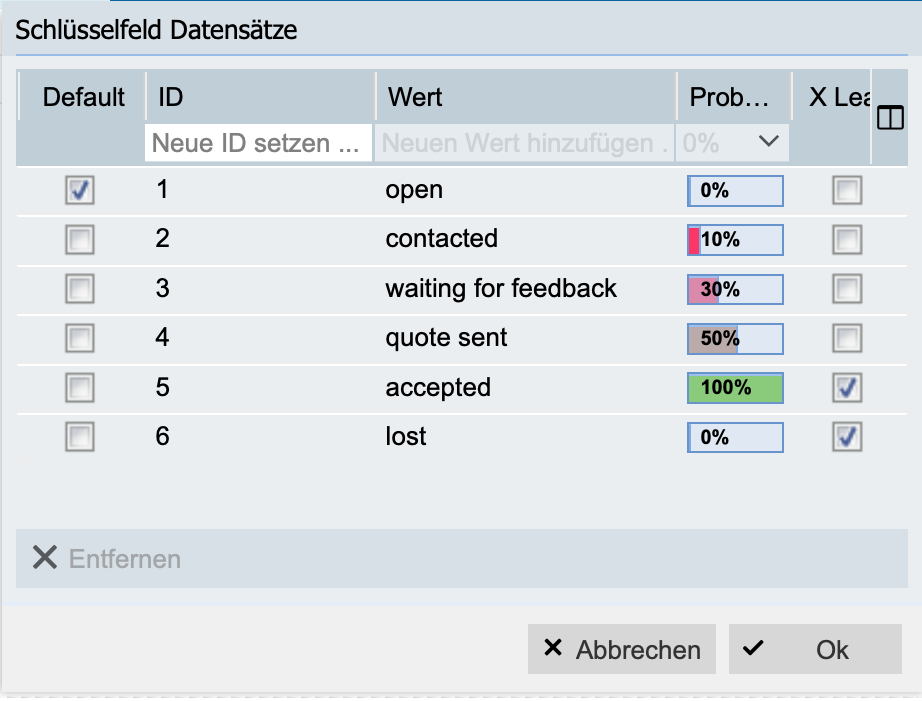 Schlüsselfeld Datensätze
Default ID Wert Prob... X Lea
Neue ID setzen ... Neuen Wert hinzufügen . 0%
1 open 0%
2 contacted 10%
3 waiting for feedback 30%
4 quote sent 50%
5 accepted 100%
6 lost 0%
Entfernen
Abbrechen Ok